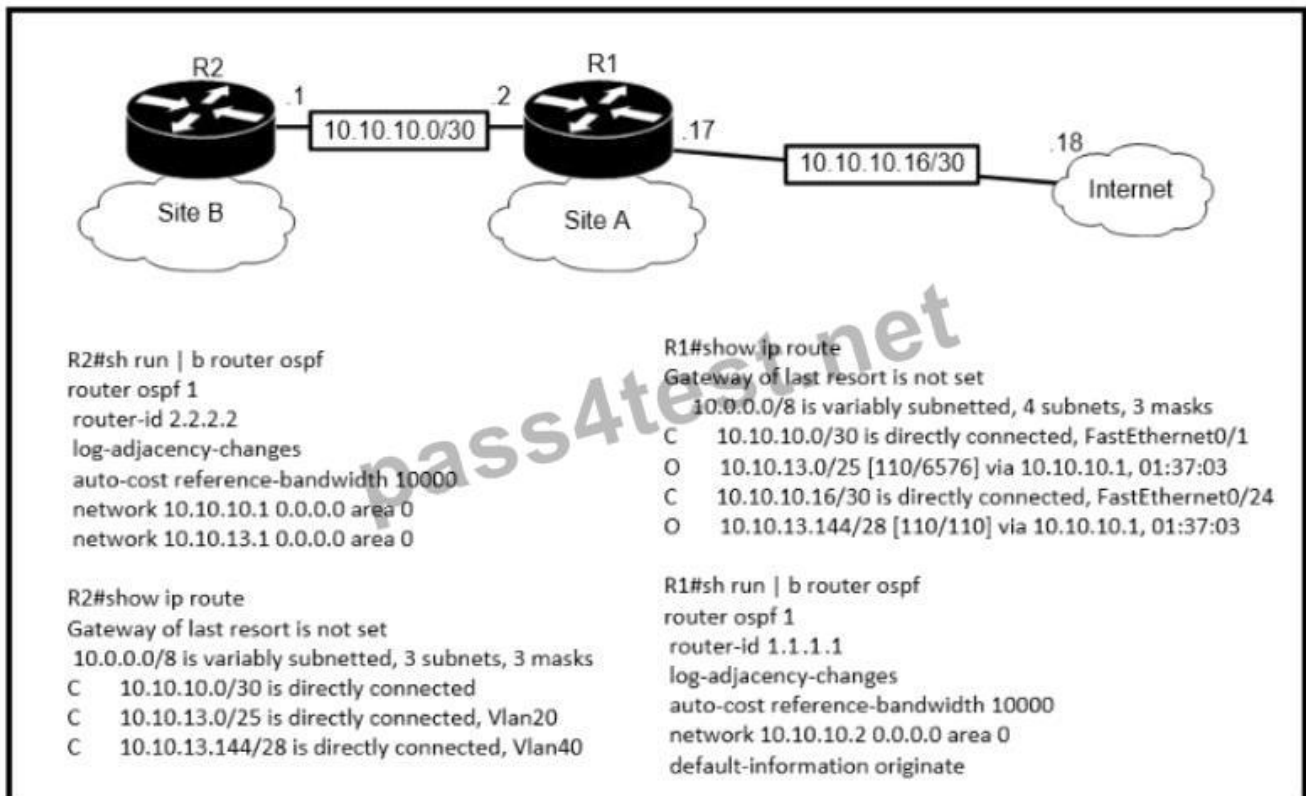 R2
R1
.1
.2
10.10.10.0/30
.17
10.10.10.16/30
.18
Internet
Site B
Site A
pass4test.net
R2#sh run | b router ospf
router ospf 1
router-id 2.2.2.2
log-adjacency-changes
auto-cost reference-bandwidth 10000
network 10.10.10.1 0.0.0.0 area 0
network 10.10.13.1 0.0.0.0 area 0
R2#show ip route
Gateway of last resort is not set
10.0.0.0/8 is variably subnetted, 3 subnets, 3 masks
C 10.10.10.0/30 is directly connected
C 10.10.13.0/25 is directly connected, Vlan20
C 10.10.13.144/28 is directly connected, Vlan40
R1#show ip route
Gateway of last resort is not set
10.0.0.0/8 is variably subnetted, 4 subnets, 3 masks
C 10.10.10.0/30 is directly connected, FastEthernet0/1
O 10.10.13.0/25 [110/6576] via 10.10.10.1, 01:37:03
C 10.10.10.16/30 is directly connected, FastEthernet0/24
O 10.10.13.144/28 [110/110] via 10.10.10.1, 01:37:03
R1#sh run | b router ospf
router ospf 1
router-id 1.1.1.1
log-adjacency-changes
auto-cost reference-bandwidth 10000
network 10.10.10.2 0.0.0.0 area 0
default-information originate